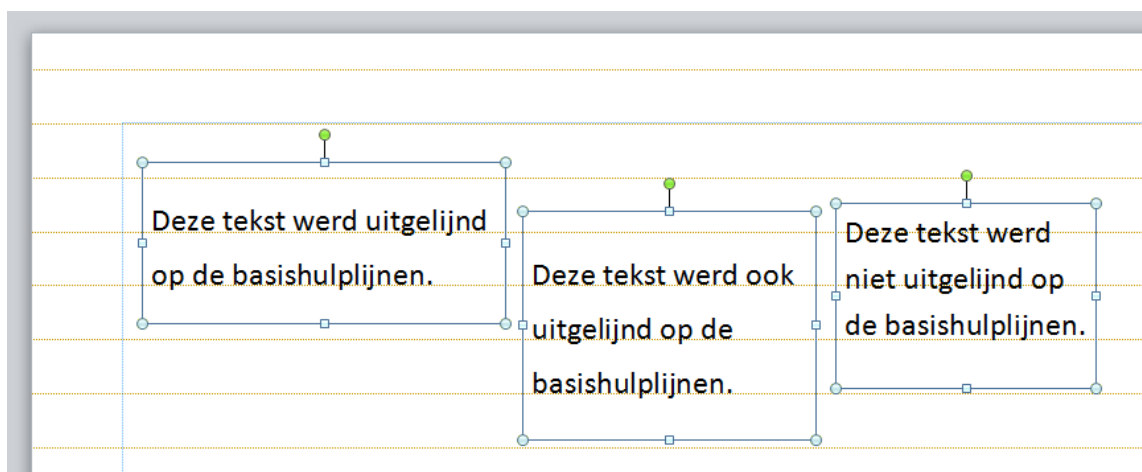 Deze tekst werd uitgelijnd
op de basishulplijnen.
Deze tekst werd ook
uitgelijnd op de
basishulplijnen.
Deze tekst werd
niet uitgelijnd op
de basishulplijnen.